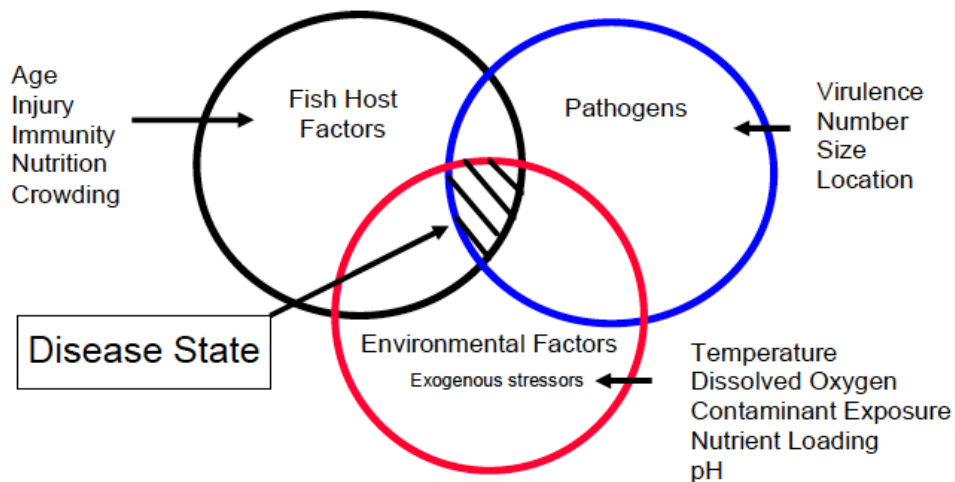 Age
Injury
Immunity
Nutrition
Crowding
Fish Host
Factors
Pathogens
Virulence
Number
Size
Location
Disease State
Environmental Factors
Exogenous stressors
Temperature
Dissolved Oxygen
Contaminant Exposure
Nutrient Loading
pH